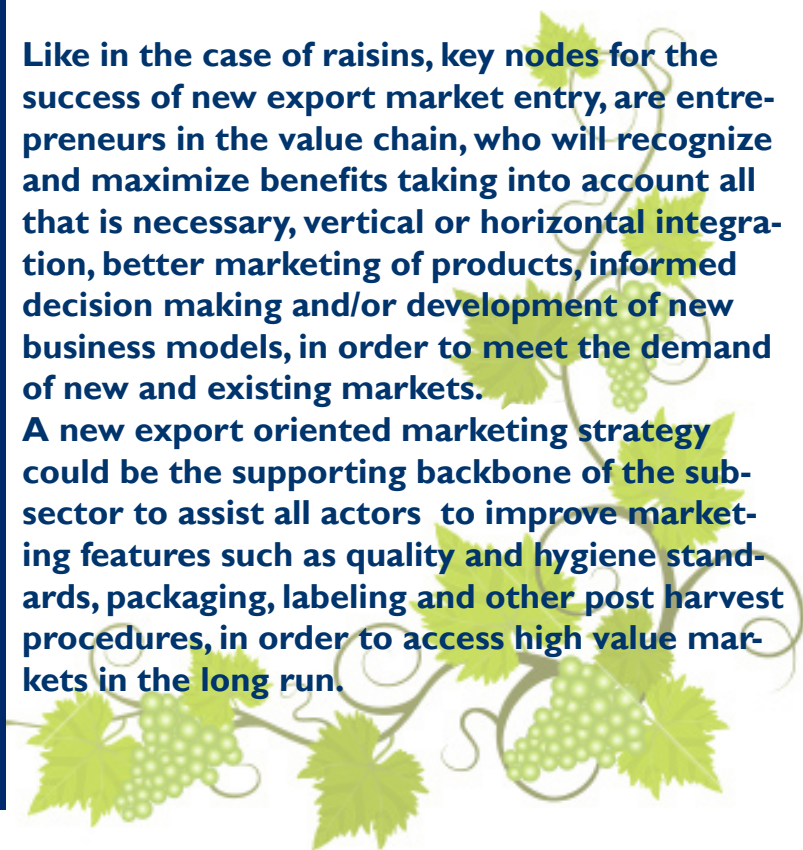 Like in the case of raisins, key nodes for the
success of new export market entry, are entre-
preneurs in the value chain, who will recognize
and maximize benefits taking into account all
that is necessary, vertical or horizontal integra-
tion, better marketing of products, informed
decision making and/or development of new
business models, in order to meet the demand
of new and existing markets.
A new export oriented marketing strategy
could be the supporting backbone of the sub-
sector to assist all actors  to improve market-
ing features such as quality and hygiene stand-
ards, packaging, labeling and other post harvest
procedures, in order to access high value mar-
kets in the long run.